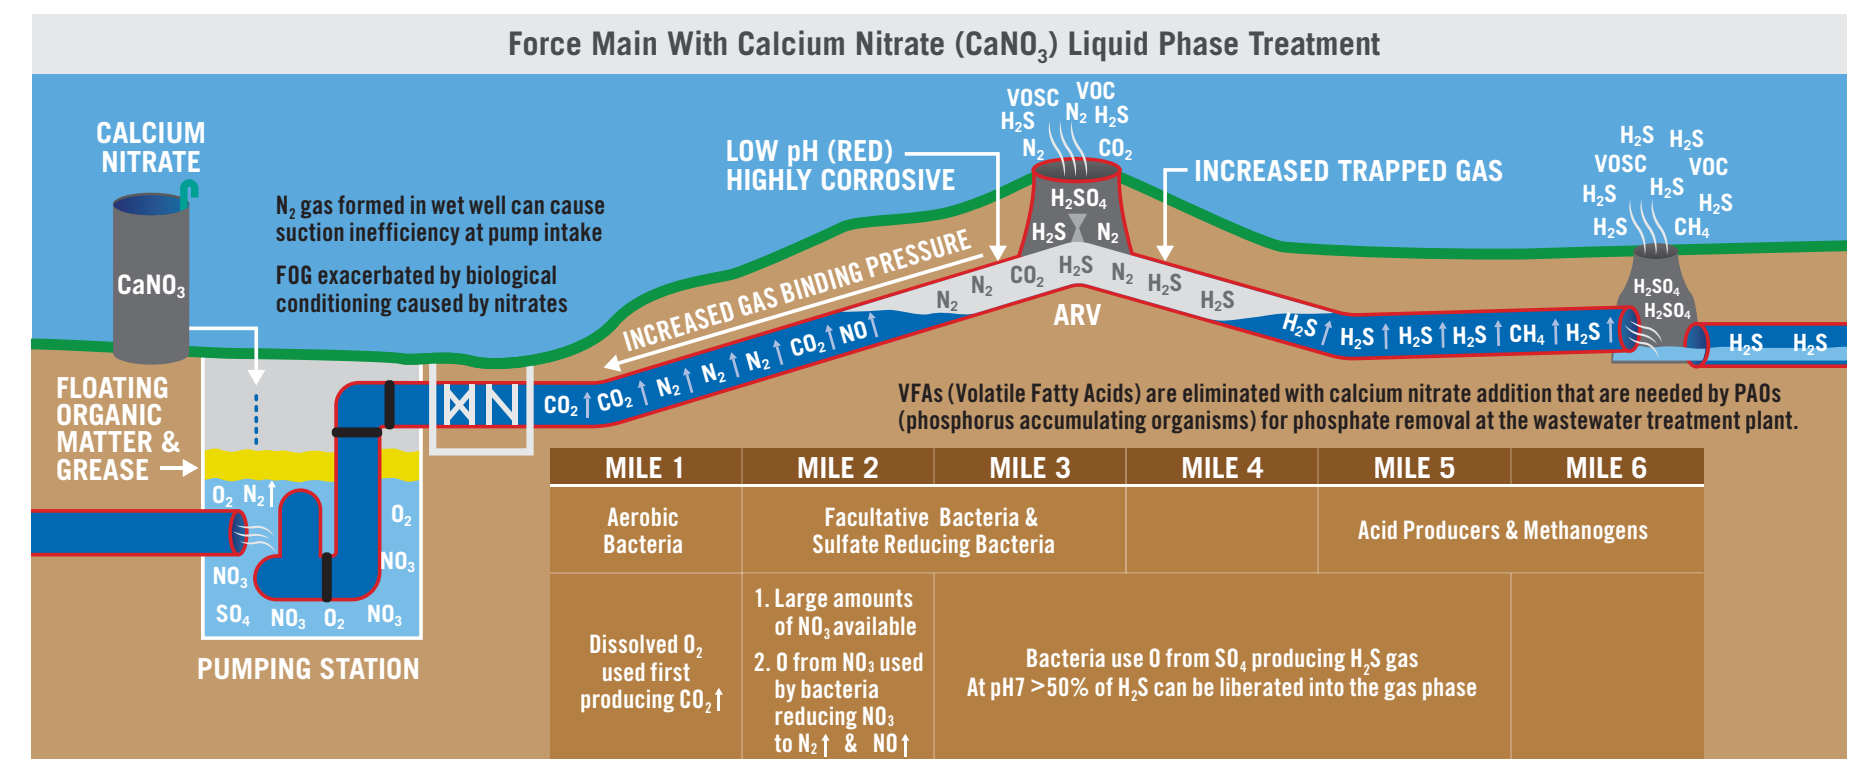 Force Main With Calcium Nitrate (CaNO₃) Liquid Phase Treatment
CALCIUM
NITRATE
CaNO₃
N₂ gas formed in wet well can cause
suction inefficiency at pump intake
FOG exacerbated by biological
conditioning caused by nitrates
LOW pH (RED)
HIGHLY CORROSIVE
VOSC VOC
H₂S N₂ H₂S
N₂ CO₂
H₂SO₄
H₂S N₂
INCREASED TRAPPED GAS
H₂S H₂S
VOSC VOC
H₂S H₂S H₂S
H₂S CH₄
H₂SO₄
H₂SO₄
INCREASED GAS BINDING PRESSURE
N₂ N₂ CO₂ H₂S N₂ H₂S H₂S
ARV
CO₂↑ CO₂↑ N₂↑ N₂↑ N₂↑ CO₂↑ NO↑
H₂S↑ H₂S↑ H₂S↑ H₂S↑ CH₄↑ H₂S↑
H₂S H₂S
FLOATING
ORGANIC
MATTER &
GREASE
O₂ N₂↑
O₂
NO₃
NO₃
SO₄ NO₃ O₂ NO₃
PUMPING STATION
VFAs (Volatile Fatty Acids) are eliminated with calcium nitrate addition that are needed by PAOs
(phosphorus accumulating organisms) for phosphate removal at the wastewater treatment plant.
MILE 1 MILE 2 MILE 3 MILE 4 MILE 5 MILE 6
Aerobic
Bacteria
Facultative Bacteria &
Sulfate Reducing Bacteria
Acid Producers & Methanogens
Dissolved O₂
used first
producing CO₂↑
1. Large amounts
of NO₃ available
2. O from NO₃ used
by bacteria
reducing NO₃
to N₂↑ & NO↑
Bacteria use O from SO₄ producing H₂S gas
At pH7 >50% of H₂S can be liberated into the gas phase